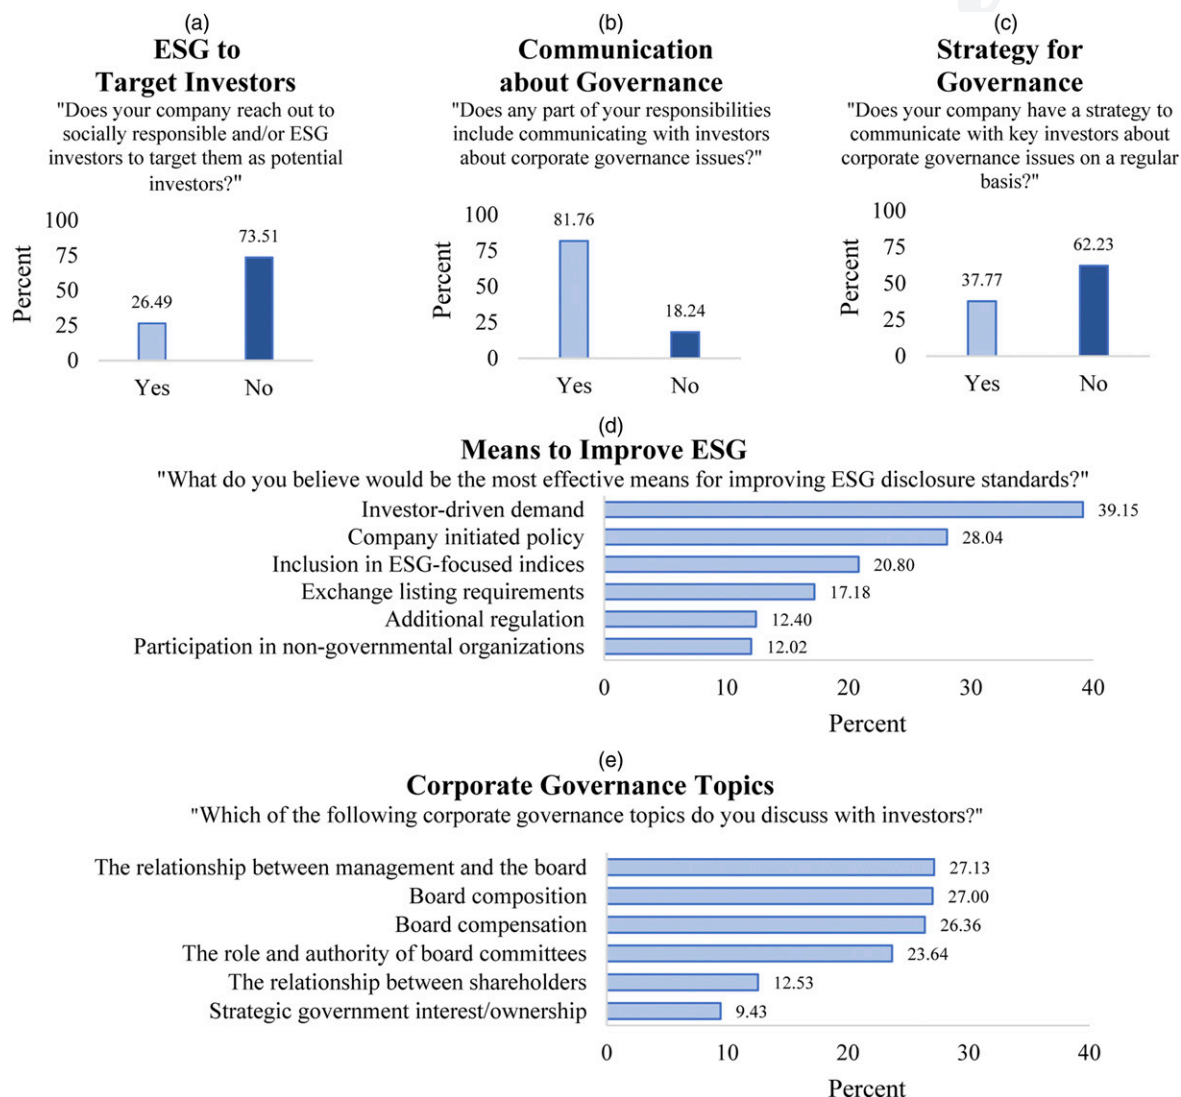 (a)
ESG to
Target Investors
"Does your company reach out to
socially responsible and/or ESG
investors to target them as potential
investors?"
100
75
50
25
0
Percent
26.49
73.51
Yes
No
(b)
Communication
about Governance
"Does any part of your responsibilities
include communicating with investors
about corporate governance issues?"
100
75
50
25
0
Percent
81.76
18.24
Yes
No
(c)
Strategy for
Governance
"Does your company have a strategy to
communicate with key investors about
corporate governance issues on a regular
basis?"
100
75
50
25
0
Percent
37.77
62.23
Yes
No
(d)
Means to Improve ESG
"What do you believe would be the most effective means for improving ESG disclosure standards?"
Investor-driven demand 39.15
Company initiated policy 28.04
Inclusion in ESG-focused indices 20.80
Exchange listing requirements 17.18
Additional regulation 12.40
Participation in non-governmental organizations 12.02
0 10 20 30 40
Percent
(e)
Corporate Governance Topics
"Which of the following corporate governance topics do you discuss with investors?"
The relationship between management and the board 27.13
Board composition 27.00
Board compensation 26.36
The role and authority of board committees 23.64
The relationship between shareholders 12.53
Strategic government interest/ownership 9.43
0 10 20 30 40
Percent